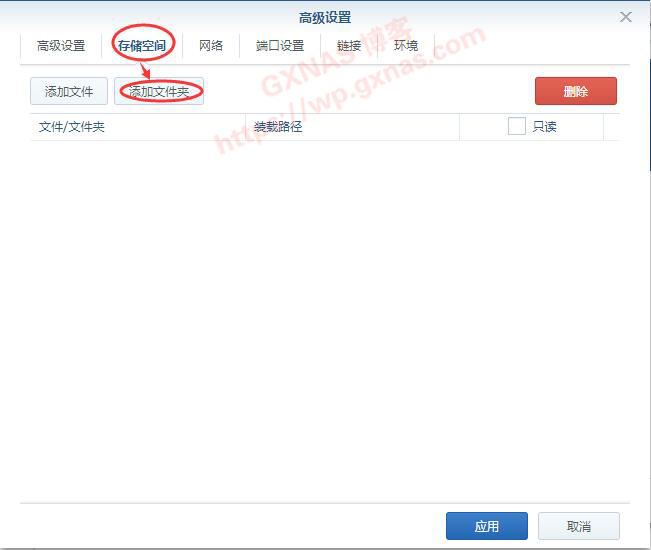 高级设置
高级设置 存储空间 网络 端口设置 链接 环境
添加文件 添加文件夹 删除
文件/文件夹 装载路径 只读
GXNAS 博客
https://wp.gxnas.com
应用 取消